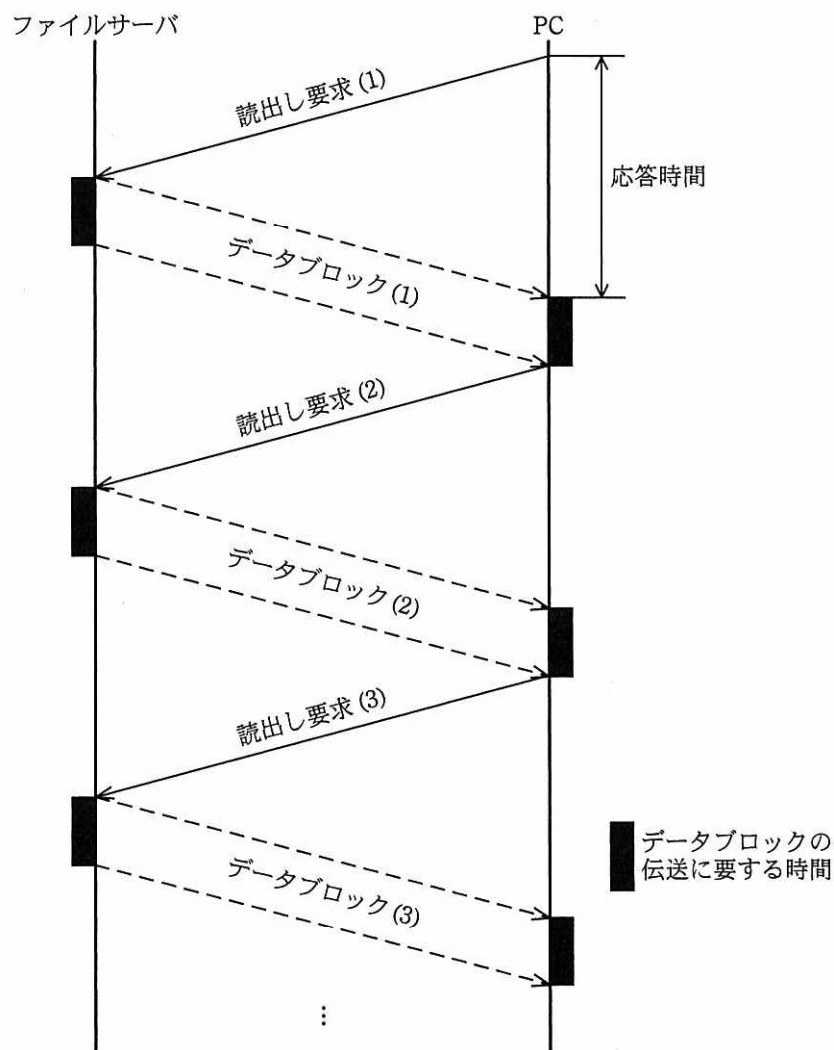 ファイルサーバ
PC
読出し要求(1)
応答時間
データブロック(1)
読出し要求(2)
データブロック(2)
読出し要求(3)
データブロックの
伝送に要する時間
データブロック(3)
⋮